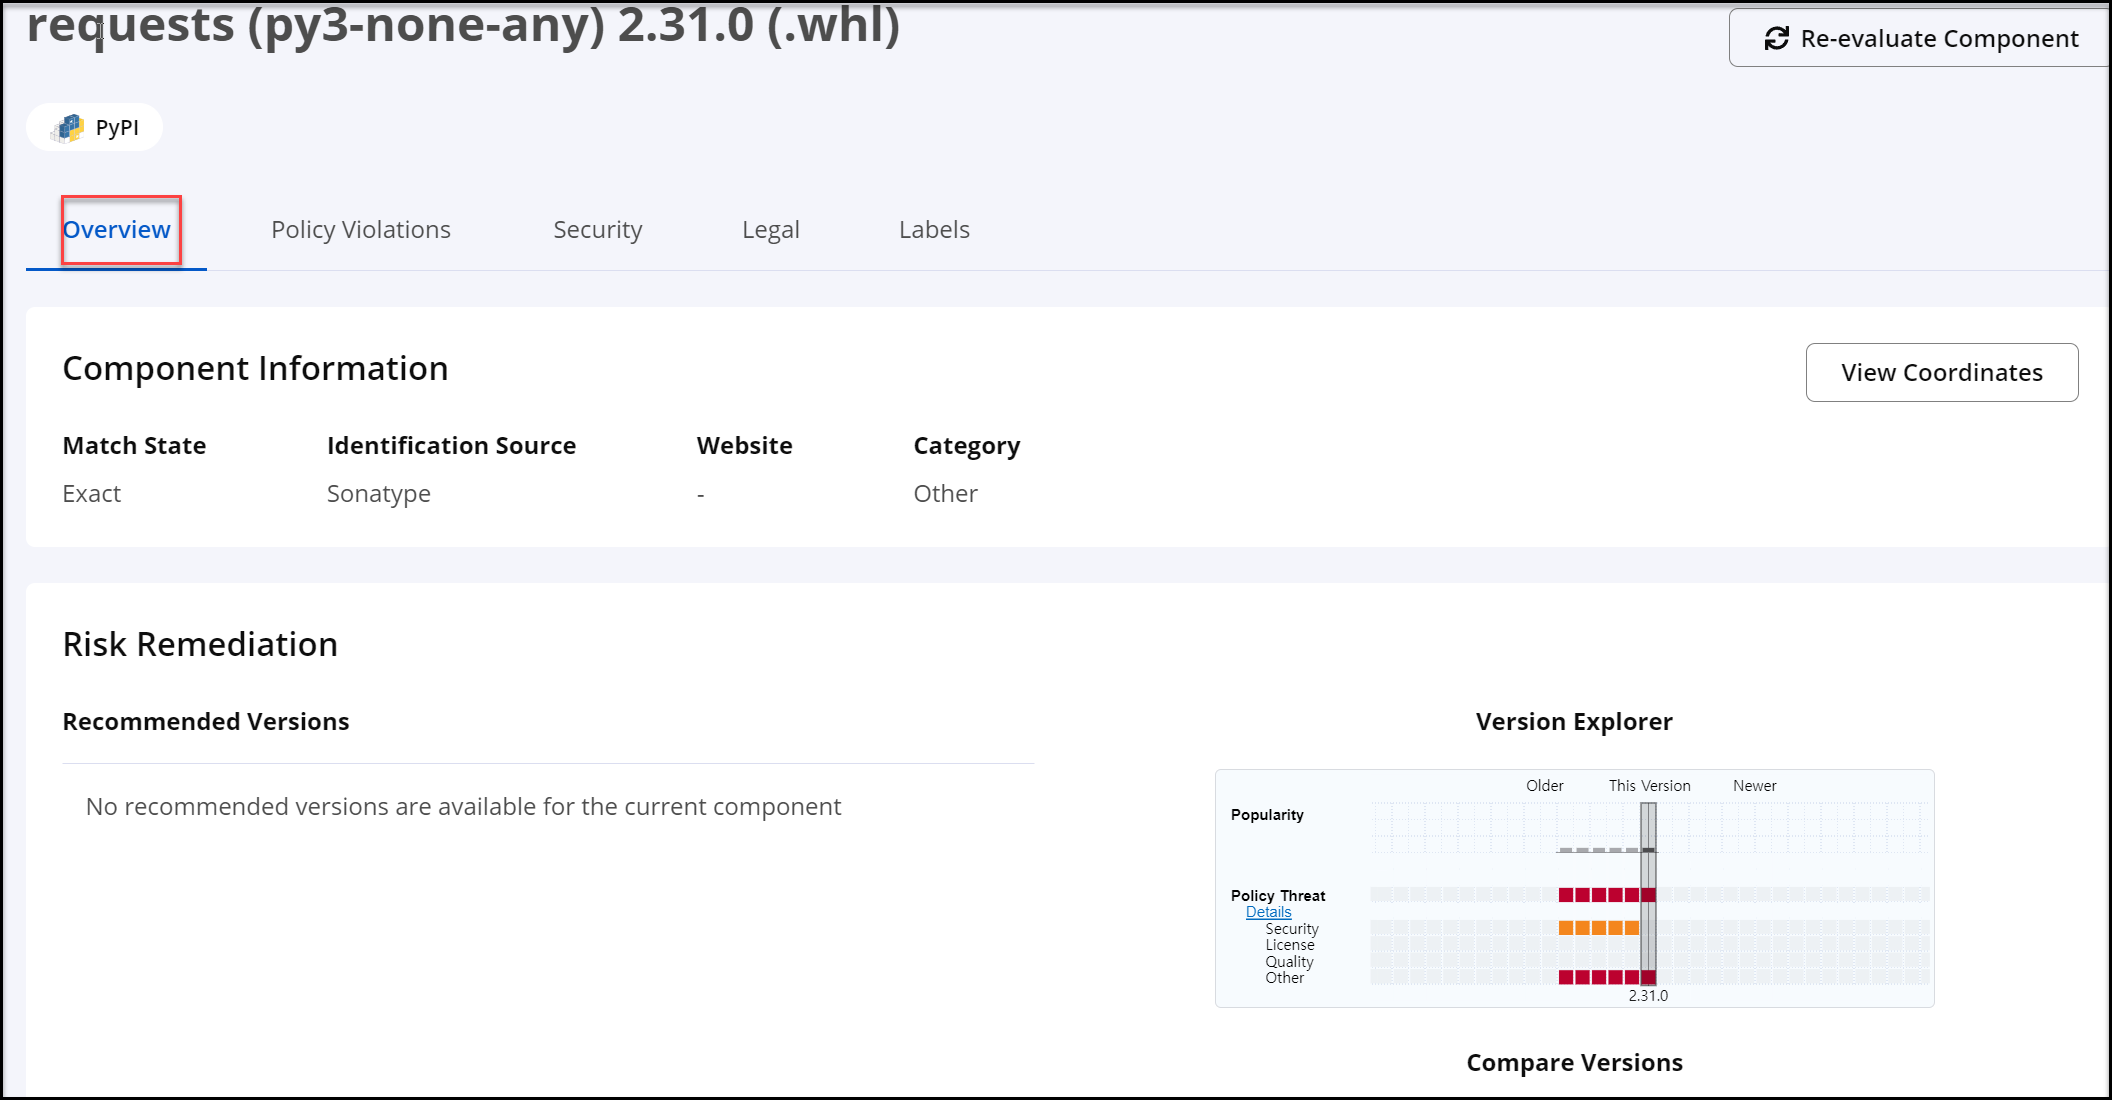 requests (py3-none-any) 2.31.0 (.whl)
Re-evaluate Component
PyPI
Overview Policy Violations Security Legal Labels
Component Information
View Coordinates
Match State Identification Source Website Category
Exact Sonatype - Other
Risk Remediation
Recommended Versions
No recommended versions are available for the current component
Version Explorer
Older This Version Newer
Popularity
Policy Threat
Details
Security
License
Quality
Other
2.31.0
Compare Versions